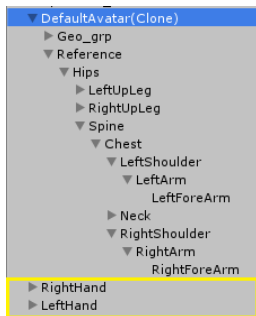 DefaultAvatar(Clone)
Geo_grp
Reference
Hips
LeftUpLeg
RightUpLeg
Spine
Chest
LeftShoulder
LeftArm
LeftForeArm
Neck
RightShoulder
RightArm
RightForeArm
RightHand
LeftHand